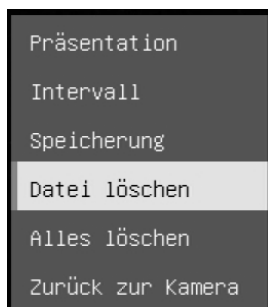 Präsentation
Intervall
Speicherung
Datei löschen
Alles löschen
Zurück zur Kamera